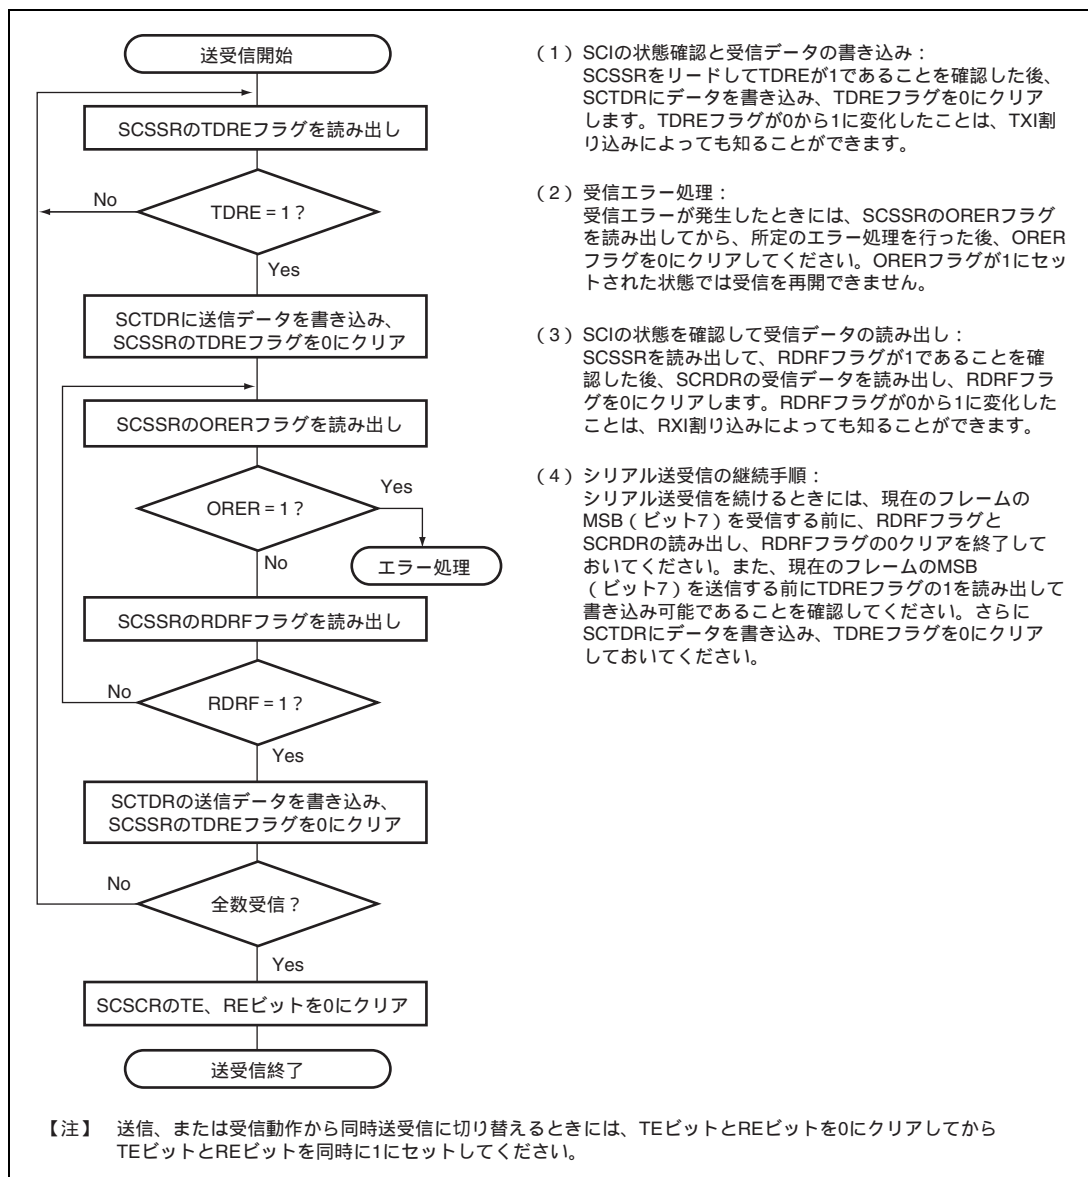 送受信開始
SCSSRのTDREフラグを読み出し
No
TDRE = 1 ?
Yes
SCTDRに送信データを書き込み、
SCSSRのTDREフラグを0にクリア
SCSSRのORERフラグを読み出し
ORER = 1 ?
Yes
エラー処理
No
SCSSRのRDRFフラグを読み出し
No
RDRF = 1 ?
Yes
SCTDRの送信データを書き込み、
SCSSRのTDREフラグを0にクリア
No
全数受信?
Yes
SCSCRのTE、REビットを0にクリア
送受信終了
(1)SCIの状態確認と受信データの書き込み:
SCSSRをリードしてTDREが1であることを確認した後、
SCTDRにデータを書き込み、TDREフラグを0にクリア
します。TDREフラグが0から1に変化したことは、TXI割
り込みによっても知ることができます。
(2)受信エラー処理:
受信エラーが発生したときには、SCSSRのORERフラグ
を読み出してから、所定のエラー処理を行った後、ORER
フラグを0にクリアしてください。ORERフラグが1にセッ
トされた状態では受信を再開できません。
(3)SCIの状態を確認して受信データの読み出し:
SCSSRを読み出して、RDRFフラグが1であることを確
認した後、SCRDRの受信データを読み出し、RDRFフラ
グを0にクリアします。RDRFフラグが0から1に変化した
ことは、RXI割り込みによっても知ることができます。
(4)シリアル送受信の継続手順:
シリアル送受信を続けるときには、現在のフレームの
MSB(ビット7)を受信する前に、RDRFフラグと
SCRDRの読み出し、RDRFフラグの0クリアを終了して
おいてください。また、現在のフレームのMSB
(ビット7)を送信する前にTDREフラグの1を読み出して
書き込み可能であることを確認してください。さらに
SCTDRにデータを書き込み、TDREフラグを0にクリア
しておいてください。
【注】 送信、または受信動作から同時送受信に切り替えるときには、TEビットとREビットを0にクリアしてから
TEビットとREビットを同時に1にセットしてください。